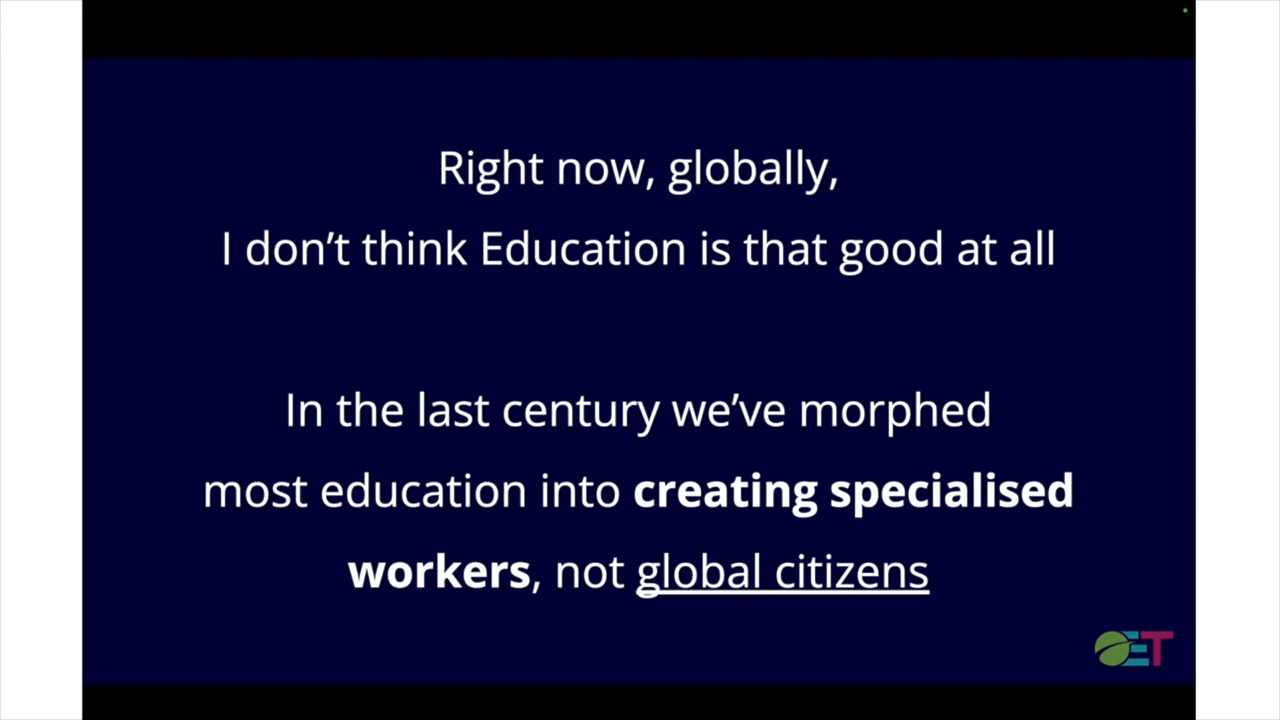 Right now, globally,
I don’t think Education is that good at all
In the last century we’ve morphed
most education into creating specialised
workers, not global citizens
OET